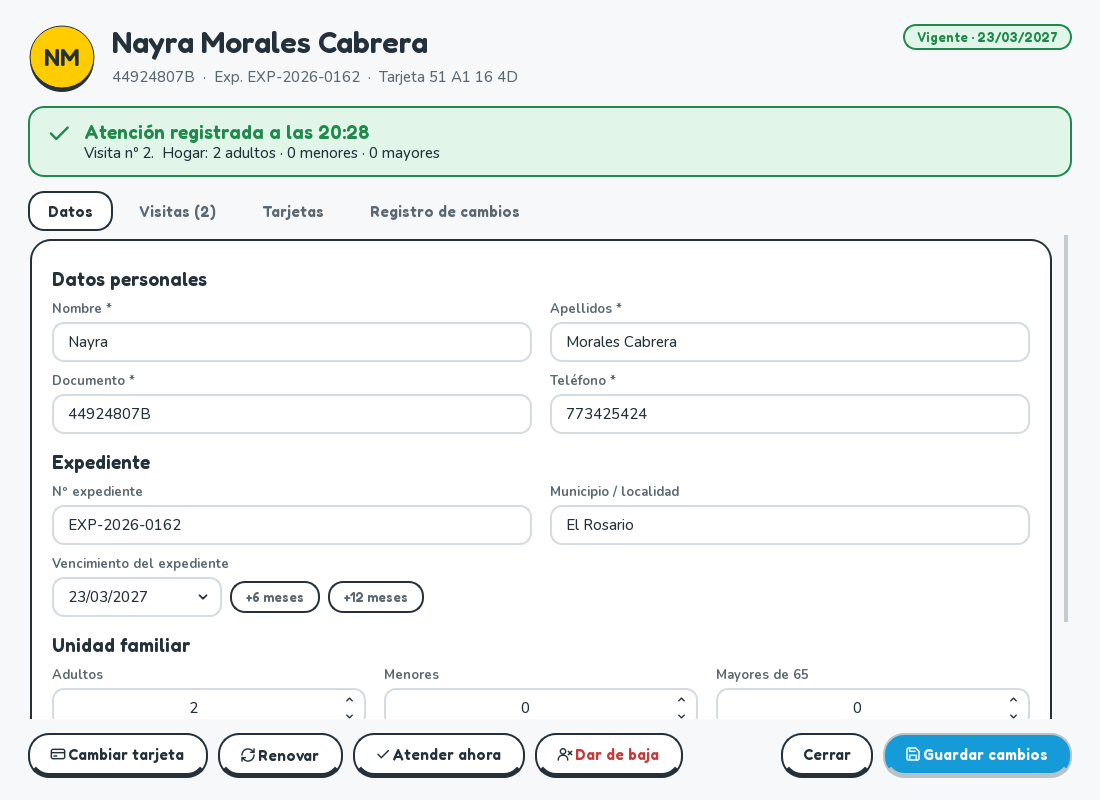 NM
Nayra Morales Cabrera
44924807B · Exp. EXP-2026-0162 · Tarjeta 51 A1 16 4D
Vigente · 23/03/2027
Atención registrada a las 20:28
Visita nº 2. Hogar: 2 adultos · 0 menores · 0 mayores
Datos Visitas (2) Tarjetas Registro de cambios
Datos personales
Nombre * Apellidos *
Nayra Morales Cabrera
Documento * Teléfono *
44924807B 773425424
Expediente
Nº expediente Municipio / localidad
EXP-2026-0162 El Rosario
Vencimiento del expediente
23/03/2027 +6 meses +12 meses
Unidad familiar
Adultos Menores Mayores de 65
2 0 0
Cambiar tarjeta Renovar Atender ahora Dar de baja Cerrar Guardar cambios